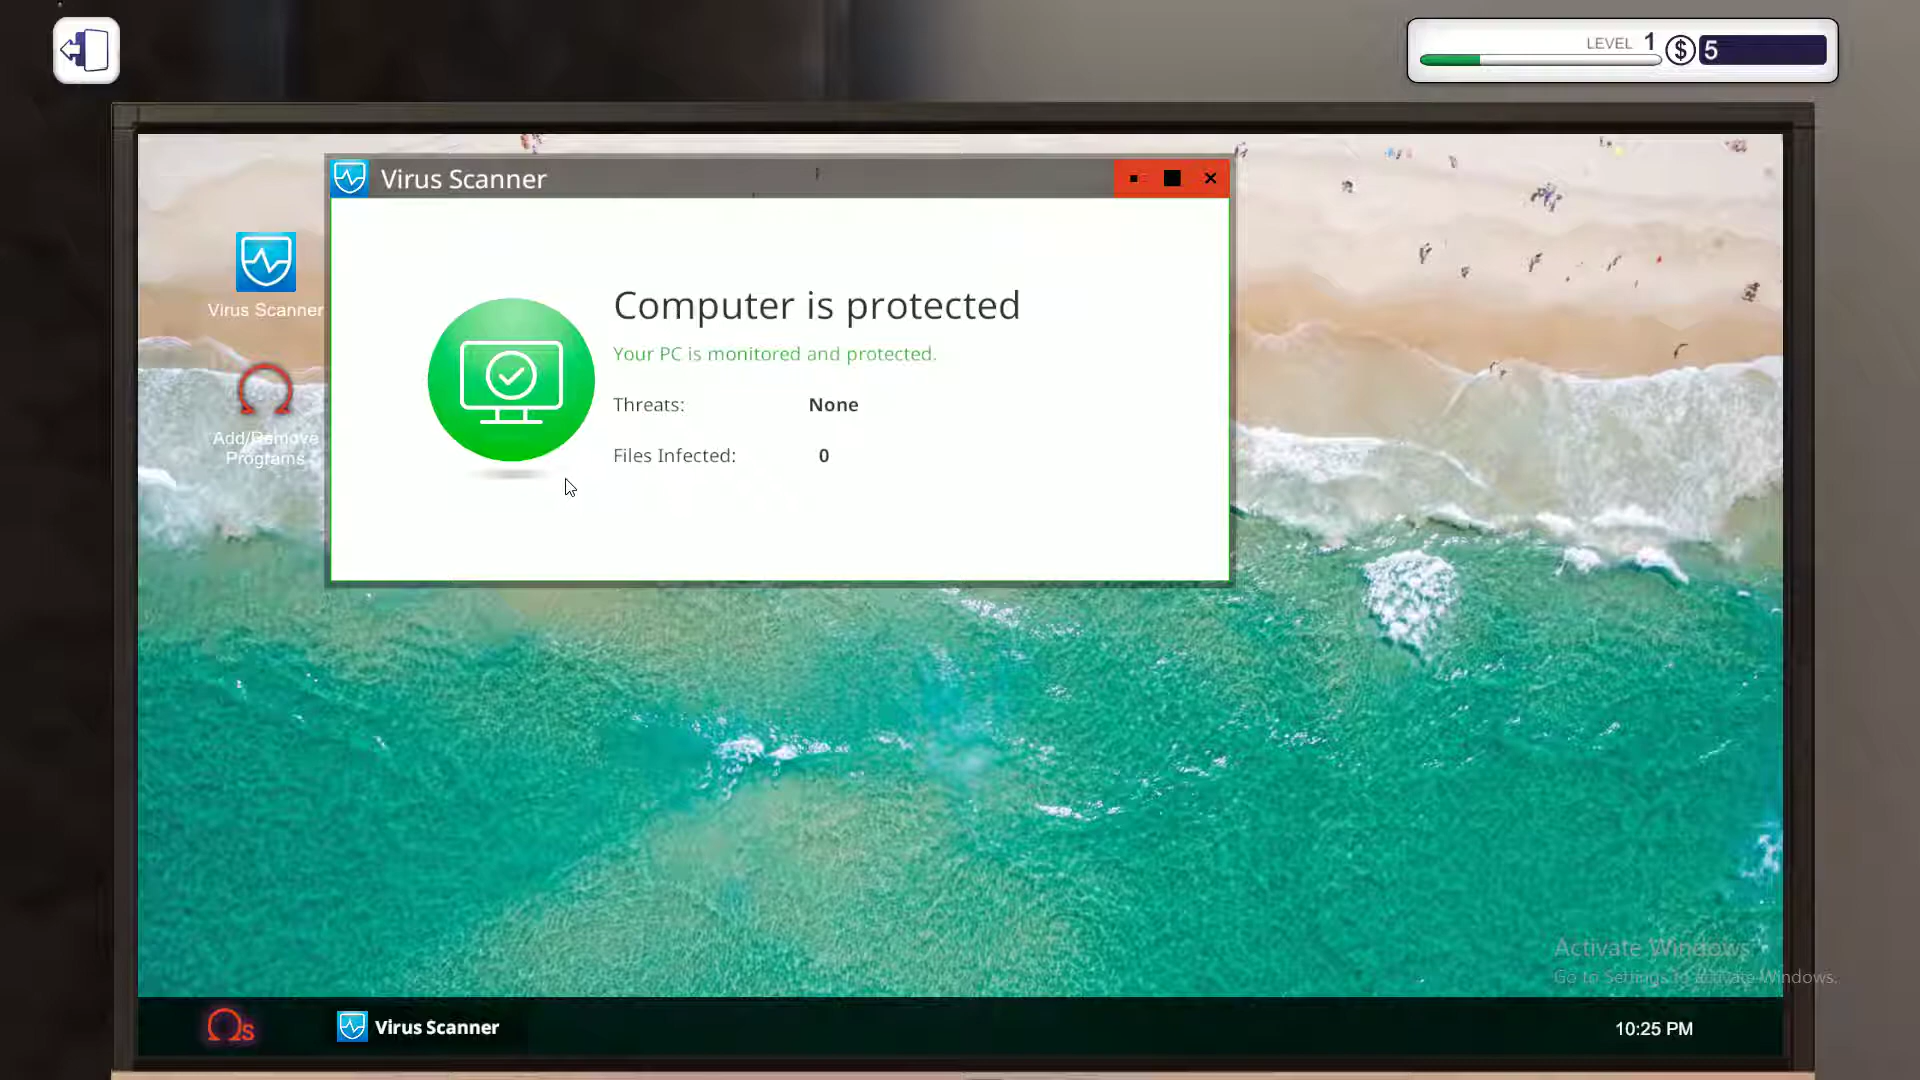 LEVEL 1 $ 5
Virus Scanner
Virus Scanner
Computer is protected
Your PC is monitored and protected.
Threats: None
Files Infected: 0
Add/Remove
Programs
Activate Windows
Go to Settings to activate Windows.
Ωs
Virus Scanner
10:25 PM